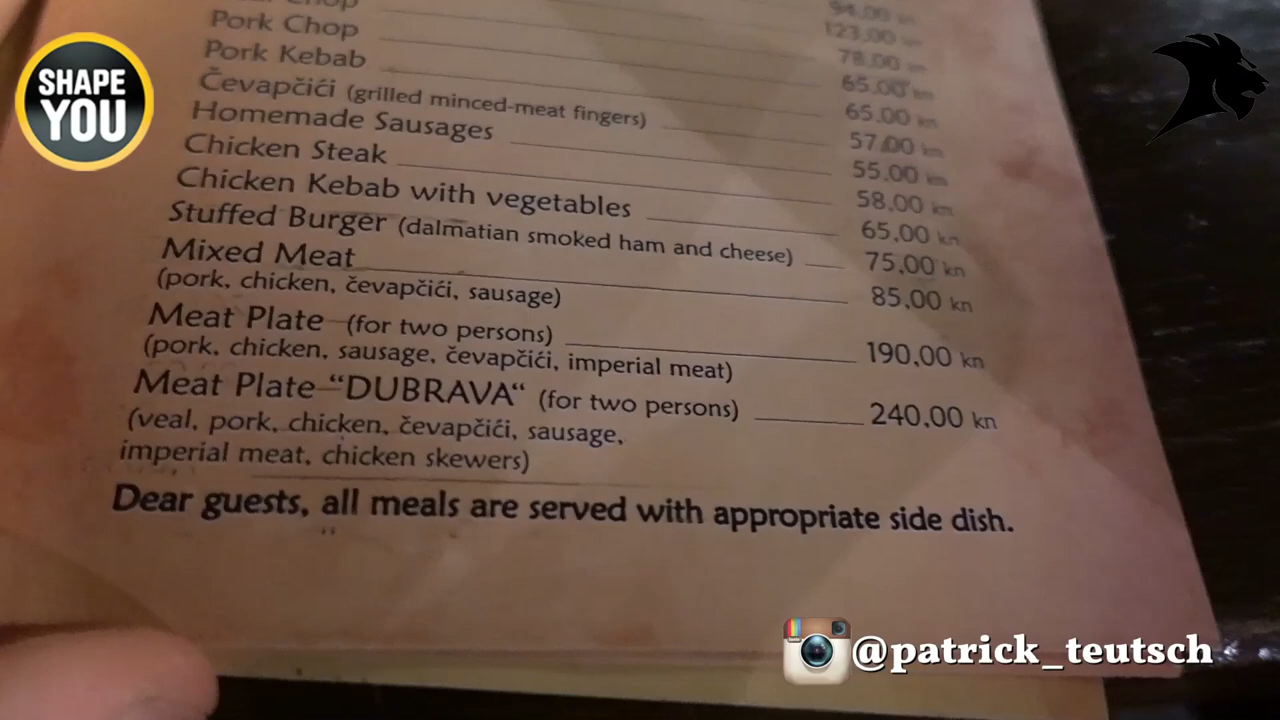 SHAPE
YOU
94.00
Pork Chop 123.00
Pork Kebab 78.00 kn
Čevapčići (grilled minced-meat fingers) 65.00 kn
Homemade Sausages 65.00 kn
57.00 kn
Chicken Steak 55.00 kn
Chicken Kebab with vegetables 58.00 kn
65,00 kn
Stuffed Burger (dalmatian smoked ham and cheese) 75,00 kn
Mixed Meat 85,00 kn
(pork, chicken, čevapčići, sausage)
Meat Plate (for two persons) 190,00 kn
(pork, chicken, sausage, čevapčići, imperial meat)
Meat Plate “DUBRAVA“ (for two persons) 240,00 kn
(veal, pork, chicken, čevapčići, sausage,
imperial meat, chicken skewers)
Dear guests, all meals are served with appropriate side dish.
@patrick_teutsch